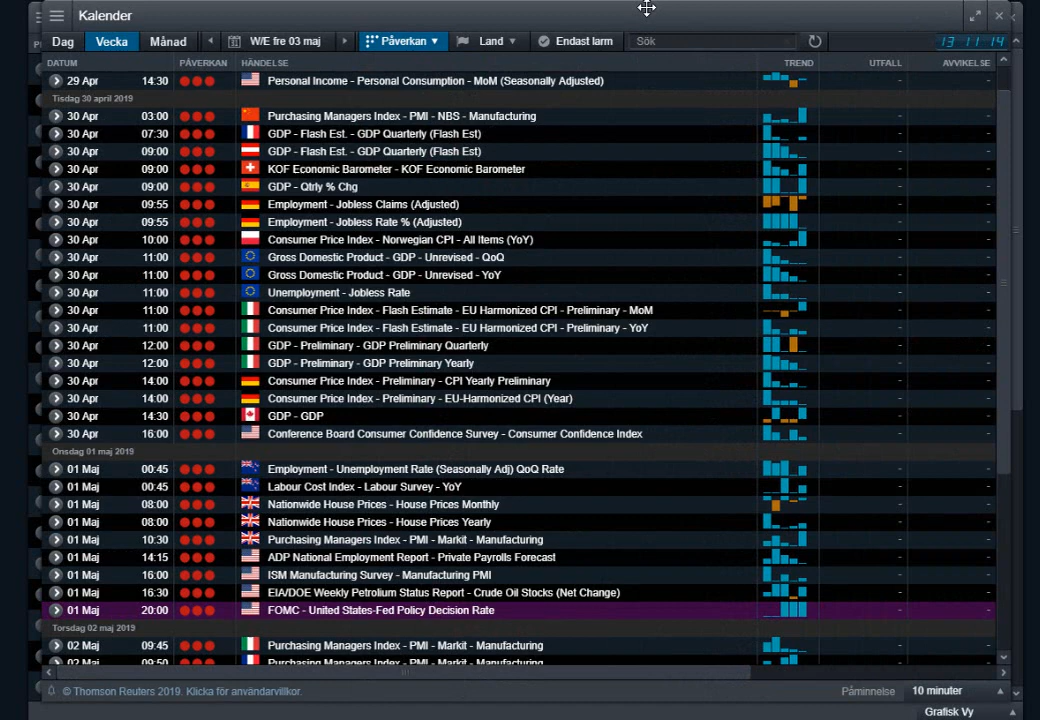 Kalender
Dag Vecka Månad W/E fre 03 maj Påverkan Land Endast larm Sök 13 11 14
DATUM PÅVERKAN HÄNDELSE TREND UTFALL AVVIKELSE
29 Apr 14:30 Personal Income - Personal Consumption - MoM (Seasonally Adjusted)
Tisdag 30 april 2019
30 Apr 03:00 Purchasing Managers Index - PMI - NBS - Manufacturing - -
30 Apr 07:30 GDP - Flash Est. - GDP Quarterly (Flash Est) - -
30 Apr 09:00 GDP - Flash Est. - GDP Quarterly (Flash Est) - -
30 Apr 09:00 KOF Economic Barometer - KOF Economic Barometer - -
30 Apr 09:00 GDP - Qtrly % Chg - -
30 Apr 09:55 Employment - Jobless Claims (Adjusted) - -
30 Apr 09:55 Employment - Jobless Rate % (Adjusted) - -
30 Apr 10:00 Consumer Price Index - Norwegian CPI - All Items (YoY) - -
30 Apr 11:00 Gross Domestic Product - GDP - Unrevised - QoQ - -
30 Apr 11:00 Gross Domestic Product - GDP - Unrevised - YoY - -
30 Apr 11:00 Unemployment - Jobless Rate - -
30 Apr 11:00 Consumer Price Index - Flash Estimate - EU Harmonized CPI - Preliminary - MoM - -
30 Apr 11:00 Consumer Price Index - Flash Estimate - EU Harmonized CPI - Preliminary - YoY - -
30 Apr 12:00 GDP - Preliminary - GDP Preliminary Quarterly - -
30 Apr 12:00 GDP - Preliminary - GDP Preliminary Yearly - -
30 Apr 14:00 Consumer Price Index - Preliminary - CPI Yearly Preliminary - -
30 Apr 14:00 Consumer Price Index - Preliminary - EU-Harmonized CPI (Year) - -
30 Apr 14:30 GDP - GDP - -
30 Apr 16:00 Conference Board Consumer Confidence Survey - Consumer Confidence Index - -
Onsdag 01 maj 2019
01 Maj 00:45 Employment - Unemployment Rate (Seasonally Adj) QoQ Rate - -
01 Maj 00:45 Labour Cost Index - Labour Survey - YoY - -
01 Maj 08:00 Nationwide House Prices - House Prices Monthly - -
01 Maj 08:00 Nationwide House Prices - House Prices Yearly - -
01 Maj 10:30 Purchasing Managers Index - PMI - Markit - Manufacturing - -
01 Maj 14:15 ADP National Employment Report - Private Payrolls Forecast - -
01 Maj 16:00 ISM Manufacturing Survey - Manufacturing PMI - -
01 Maj 16:30 EIA/DOE Weekly Petrolium Status Report - Crude Oil Stocks (Net Change) - -
01 Maj 20:00 FOMC - United States-Fed Policy Decision Rate - -
Torsdag 02 maj 2019
02 Maj 09:45 Purchasing Managers Index - PMI - Markit - Manufacturing - -
02 Maj 09:50 Purchasing Managers Index - PMI - Markit - Manufacturing
© Thomson Reuters 2019. Klicka för användarvillkor. Påminnelse 10 minuter
Grafisk Vy